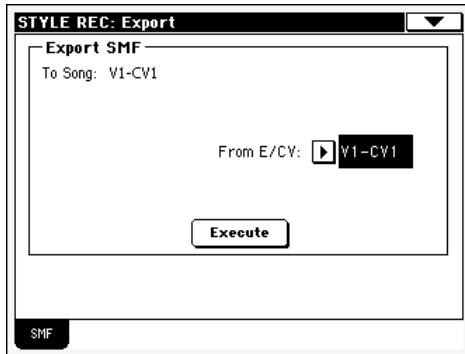 STYLE REC: Export
Export SMF
To Song: V1-CV1
From E/CV: V1-CV1
Execute
SMF